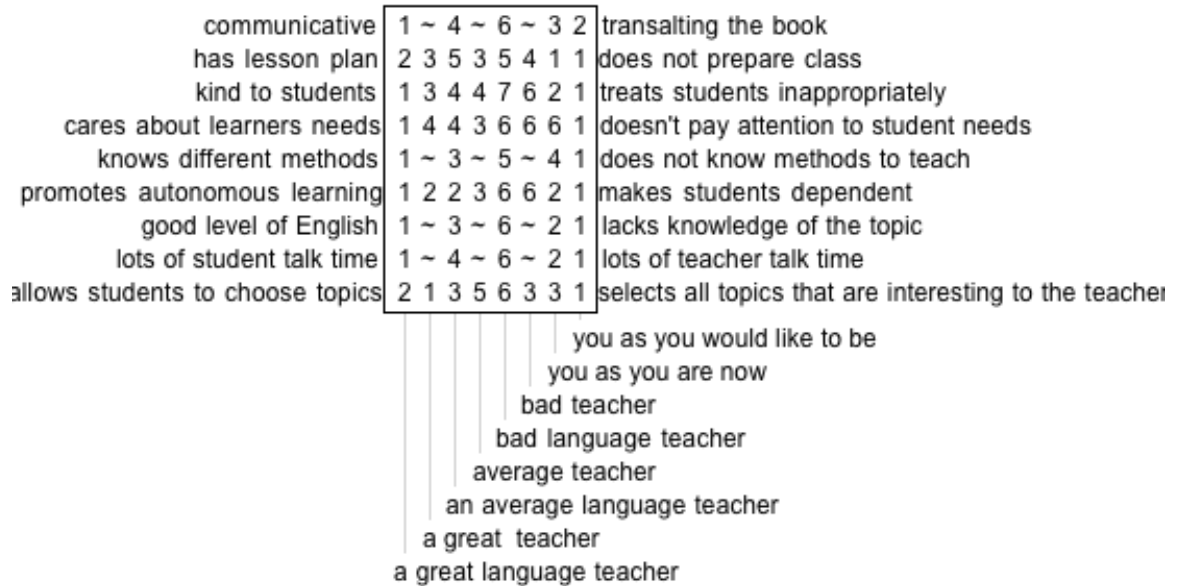 communicative 1 ~ 4 ~ 6 ~ 3 2 transalting the book
has lesson plan 2 3 5 3 5 4 1 1 does not prepare class
kind to students 1 3 4 4 7 6 2 1 treats students inappropriately
cares about learners needs 1 4 4 3 6 6 6 1 doesn't pay attention to student needs
knows different methods 1 ~ 3 ~ 5 ~ 4 1 does not know methods to teach
promotes autonomous learning 1 2 2 3 6 6 2 1 makes students dependent
good level of English 1 ~ 3 ~ 6 ~ 2 1 lacks knowledge of the topic
lots of student talk time 1 ~ 4 ~ 6 ~ 2 1 lots of teacher talk time
allows students to choose topics 2 1 3 5 6 3 3 1 selects all topics that are interesting to the teacher
you as you would like to be
you as you are now
bad teacher
bad language teacher
average teacher
an average language teacher
a great teacher
a great language teacher